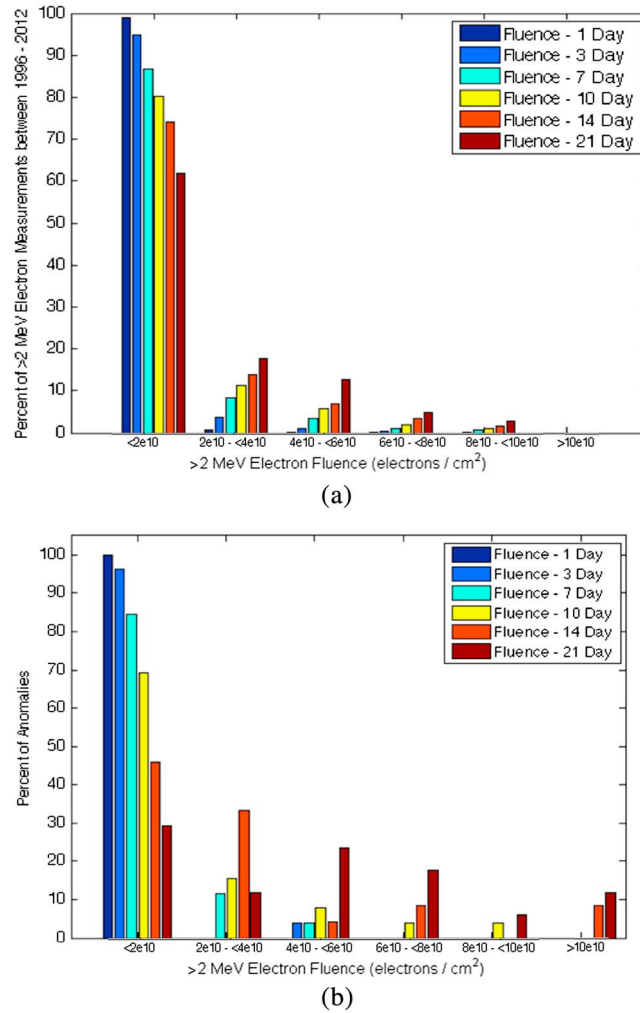 Percent of >2 MeV Electron Measurements between 1996 - 2012
100
90
80
70
60
50
40
30
20
10
0
Fluence - 1 Day
Fluence - 3 Day
Fluence - 7 Day
Fluence - 10 Day
Fluence - 14 Day
Fluence - 21 Day
<2e10 2e10 - <4e10 4e10 - <6e10 6e10 - <8e10 8e10 - <10e10 >10e10
>2 MeV Electron Fluence (electrons / cm²)
(a)
Percent of Anomalies
100
90
80
70
60
50
40
30
20
10
0
Fluence - 1 Day
Fluence - 3 Day
Fluence - 7 Day
Fluence - 10 Day
Fluence - 14 Day
Fluence - 21 Day
<2e10 2e10 - <4e10 4e10 - <6e10 6e10 - <8e10 8e10 - <10e10 >10e10
>2 MeV Electron Fluence (electrons / cm²)
(b)